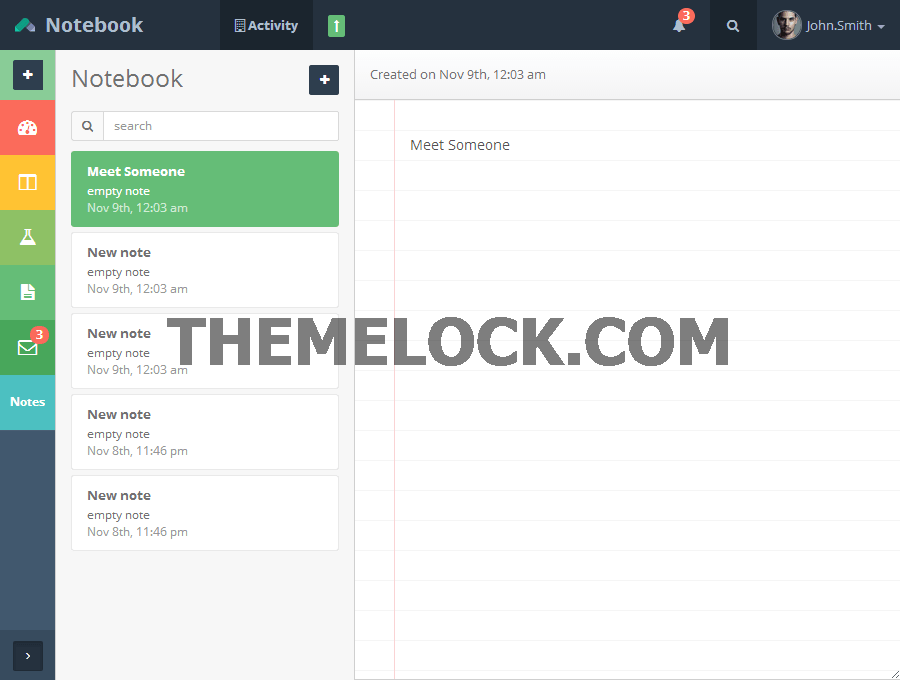 Notebook
Activity
3
John.Smith
Notebook
search
Meet Someone
empty note
Nov 9th, 12:03 am
New note
empty note
Nov 9th, 12:03 am
New note
empty note
Nov 9th, 12:03 am
New note
empty note
Nov 8th, 11:46 pm
New note
empty note
Nov 8th, 11:46 pm
3
Notes
Created on Nov 9th, 12:03 am
Meet Someone
THEMELOCK.COM